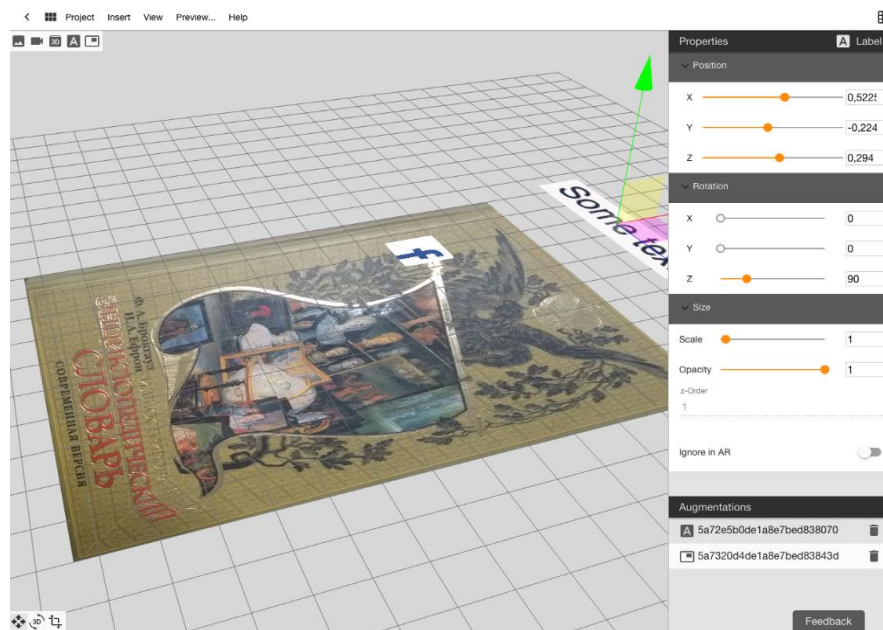 Project Insert View Preview... Help
3D A
Properties A Label
Position
X 0,5225
Y -0,224
Z 0,294
Rotation
X 0
Y 0
Z 90
Size
Scale 1
Opacity 1
z-Order
1
Ignore in AR
Augmentations
A 5a72e5b0de1a8e7bed838070
5a7320d4de1a8e7bed83843d
Feedback
Some tex
f
Ф. А. Брокгауз
И.А. Ефрон
ЭНЦИКЛОПЕДИЧЕСКИЙ
СЛОВАРЬ
СОВРЕМЕННАЯ ВЕРСИЯ
3D